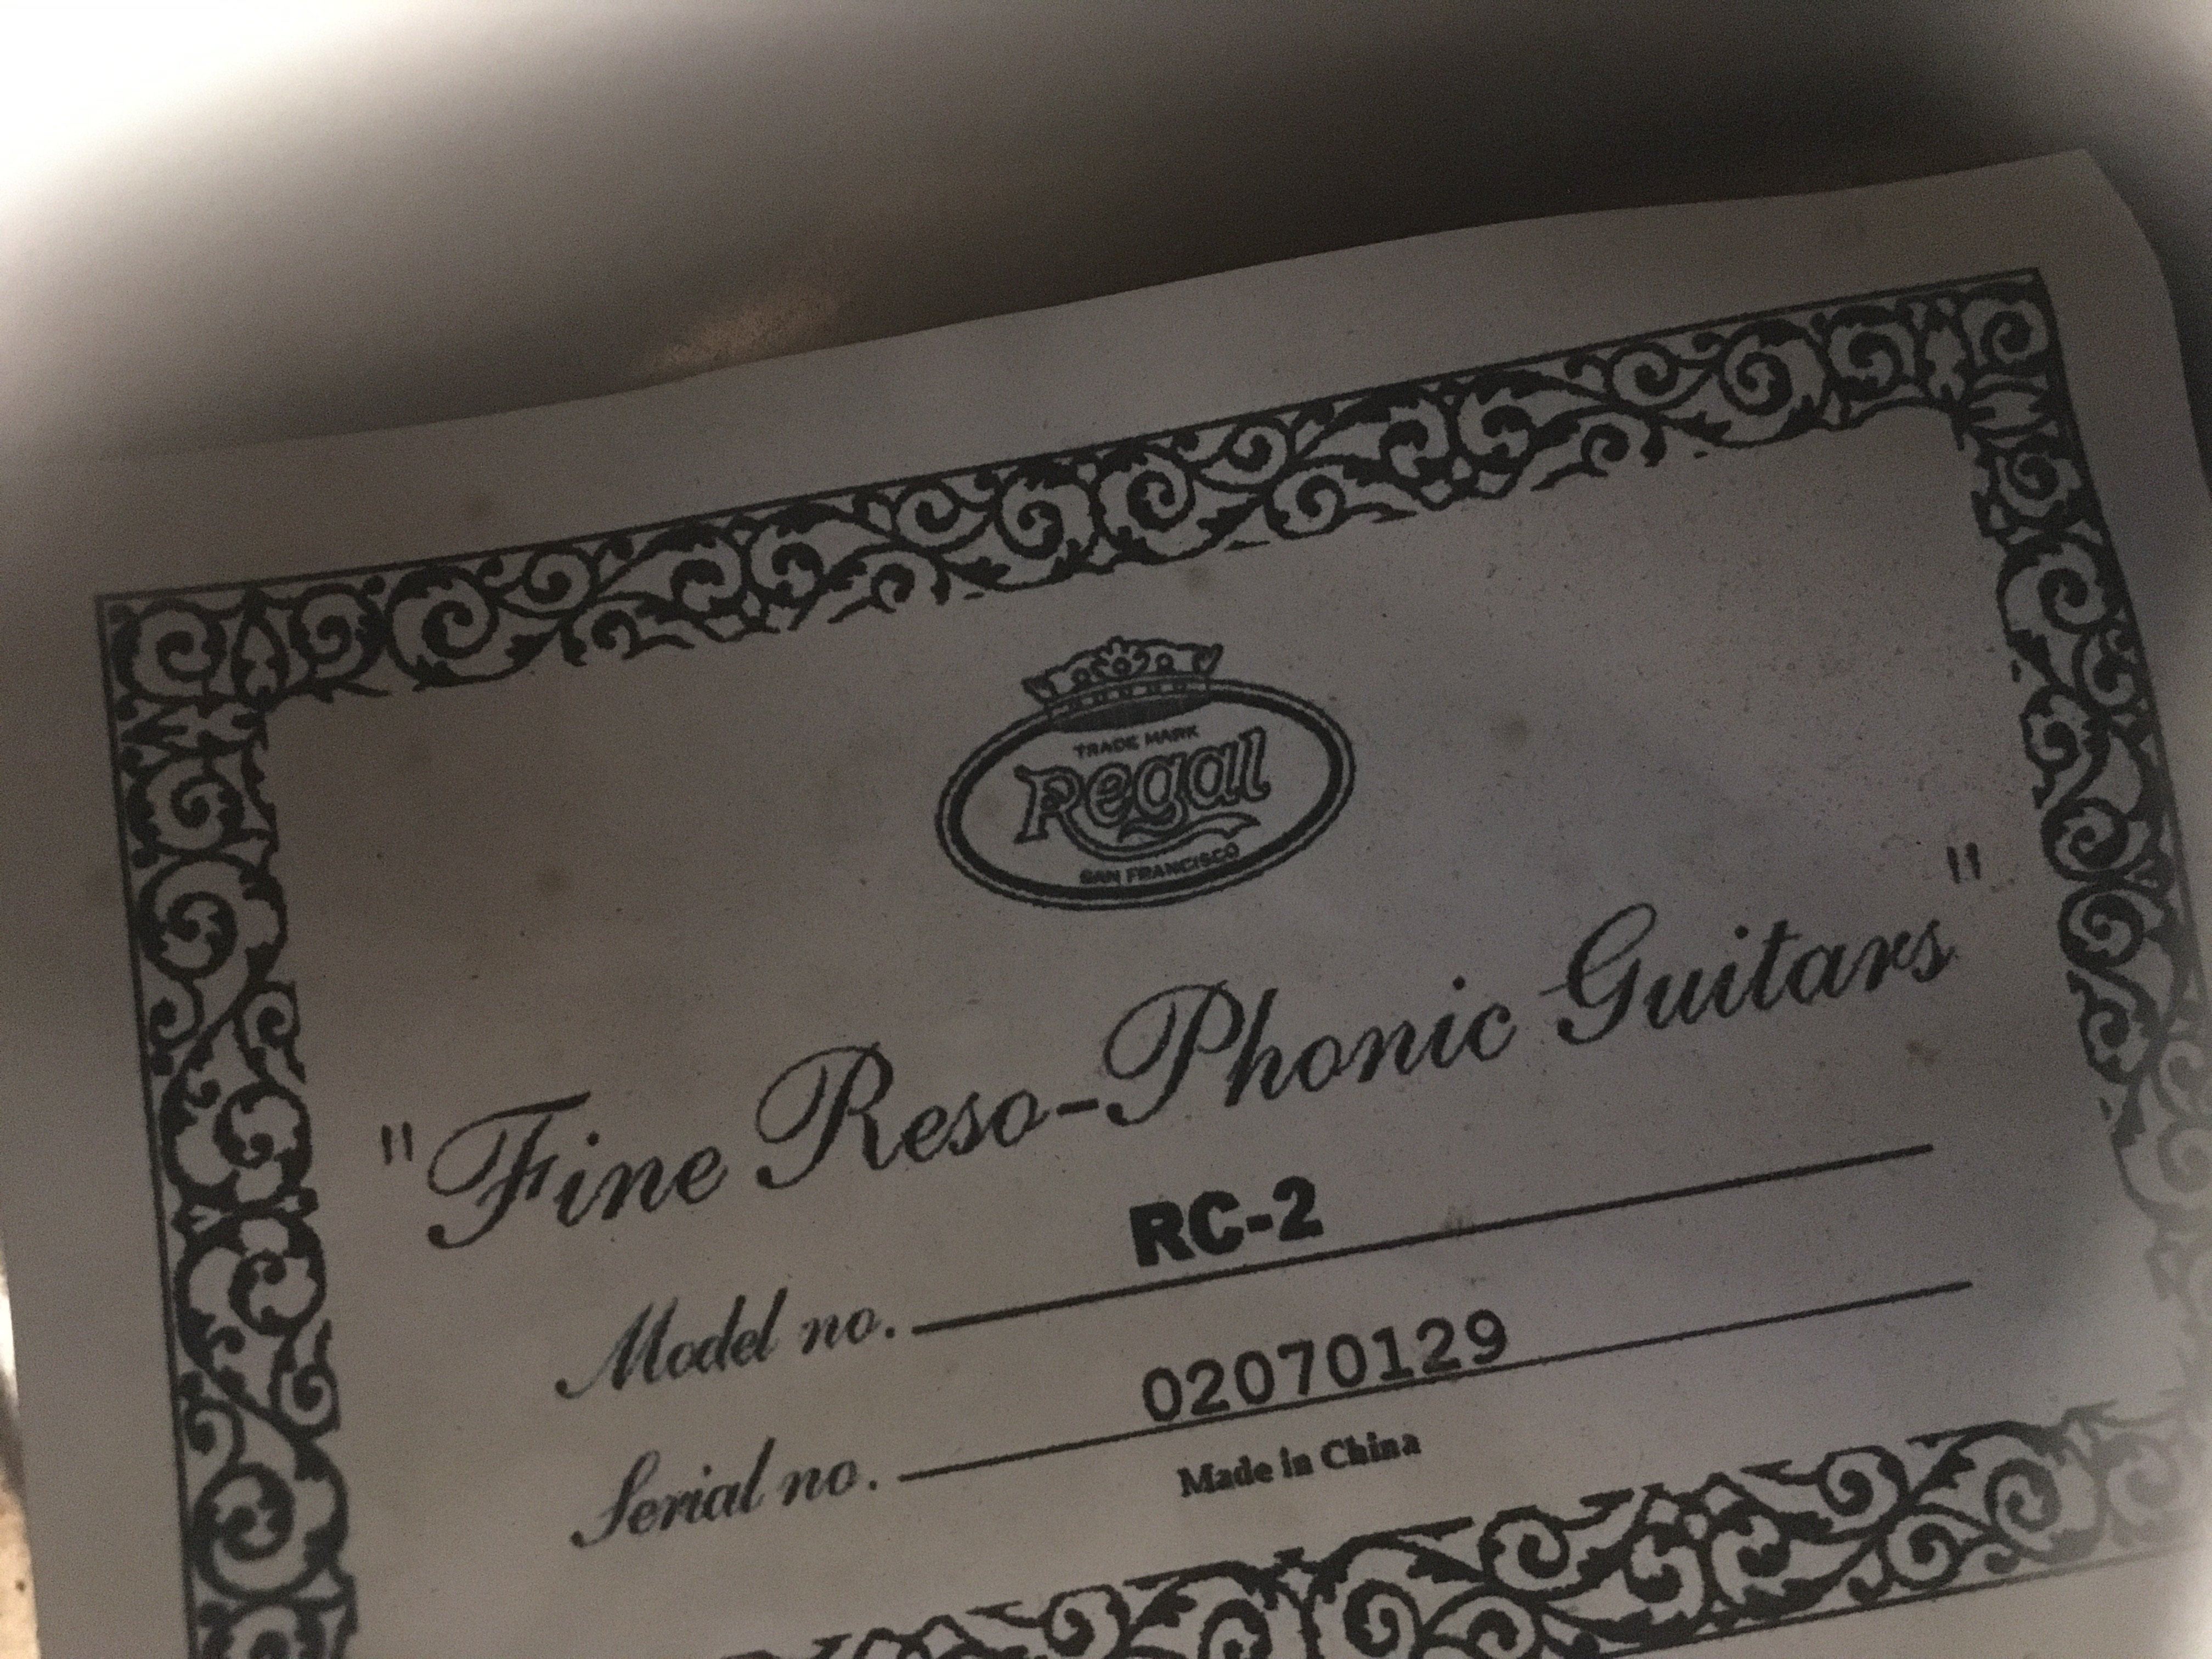 TRADE MARK
Regal
SAN FRANCISCO
"Fine Reso-Phonic Guitars"
Model no. RC-2
Serial no. 02070129
Made in China